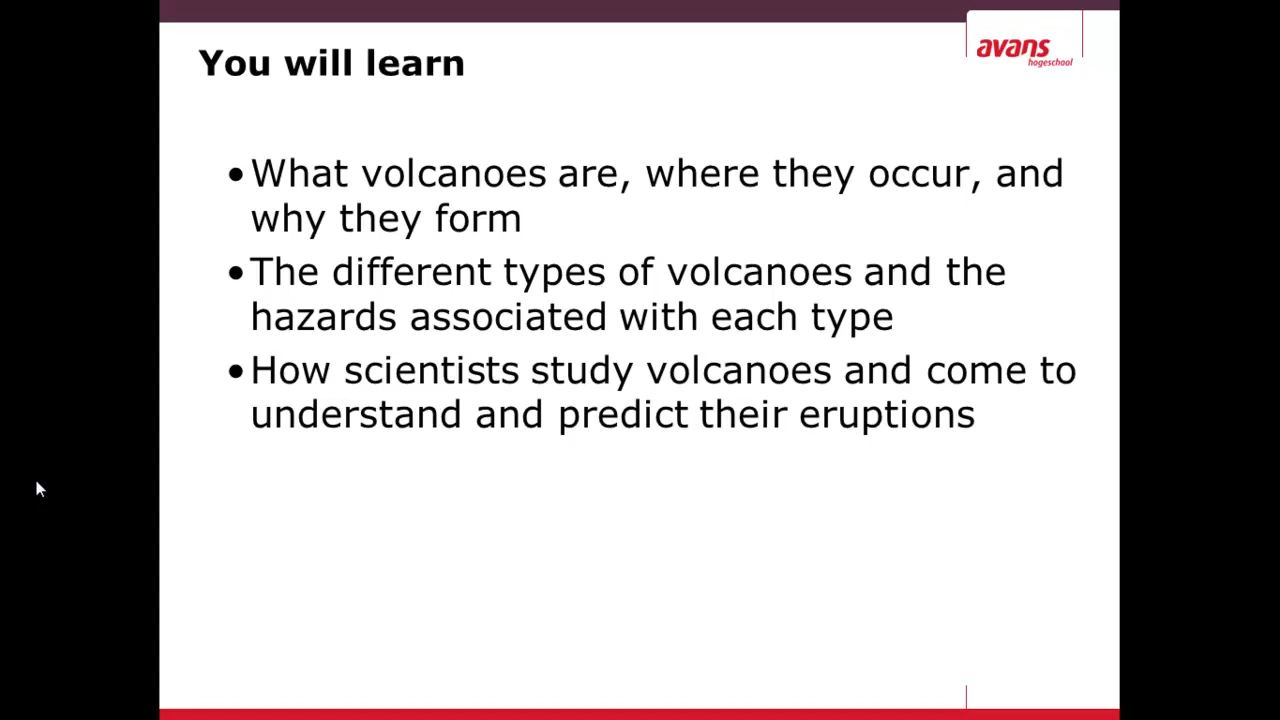 You will learn
avans
hogeschool
•What volcanoes are, where they occur, and
why they form
•The different types of volcanoes and the
hazards associated with each type
•How scientists study volcanoes and come to
understand and predict their eruptions